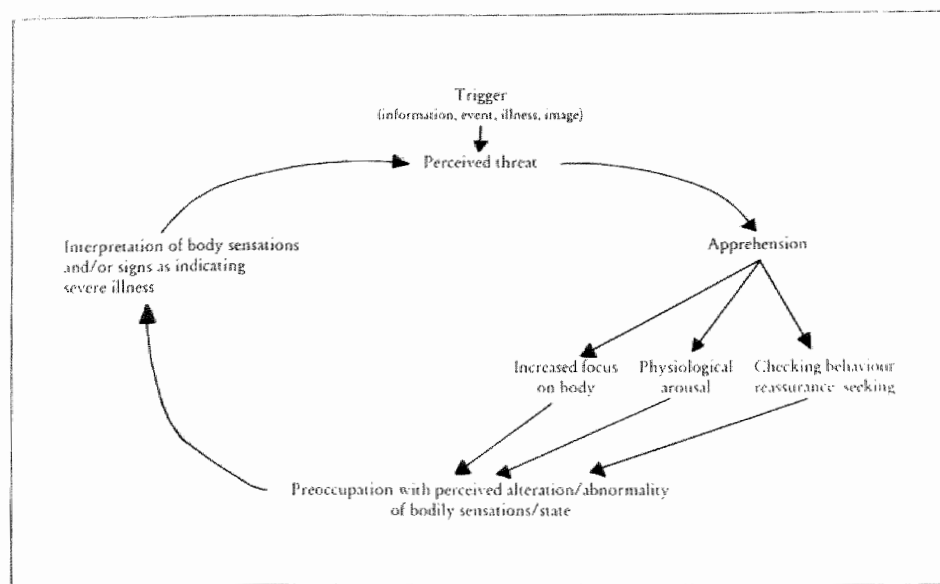 Trigger
(information, event, illness, image)
Perceived threat
Interpretation of body sensations
and/or signs as indicating
severe illness
Apprehension
Increased focus
on body
Physiological
arousal
Checking behaviour
reassurance seeking
Preoccupation with perceived alteration/abnormality
of bodily sensations/state